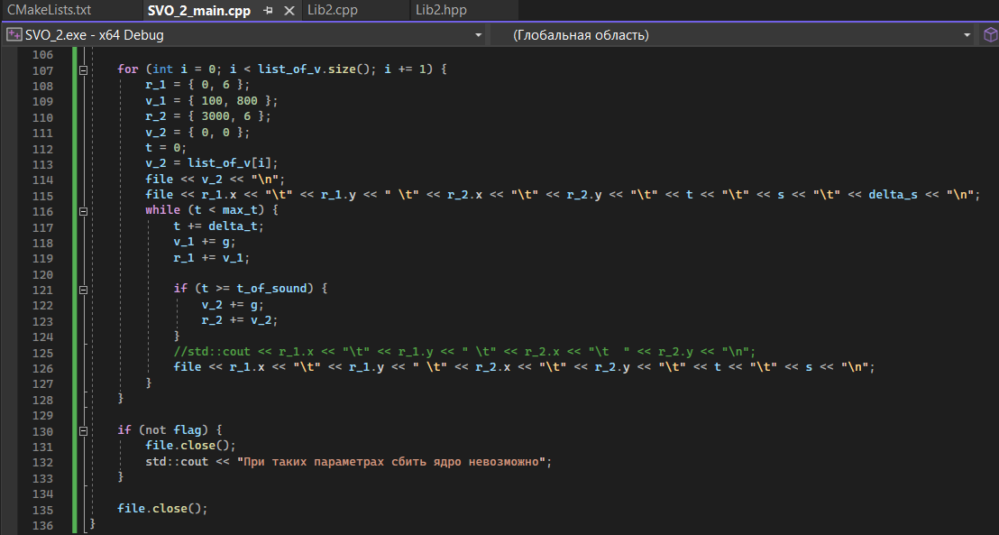 CMakeLists.txt SVO_2_main.cpp Lib2.cpp Lib2.hpp
SVO_2.exe - x64 Debug (Глобальная область)
106
107 for (int i = 0; i < list_of_v.size(); i += 1) {
108 r_1 = { 0, 6 };
109 v_1 = { 100, 800 };
110 r_2 = { 3000, 6 };
111 v_2 = { 0, 0 };
112 t = 0;
113 v_2 = list_of_v[i];
114 file << v_2 << "\n";
115 file << r_1.x << "\t" << r_1.y << " \t" << r_2.x << "\t" << r_2.y << "\t" << t << "\t" << s << "\t" << delta_s << "\n";
116 while (t < max_t) {
117 t += delta_t;
118 v_1 += g;
119 r_1 += v_1;
120
121 if (t >= t_of_sound) {
122 v_2 += g;
123 r_2 += v_2;
124 }
125 //std::cout << r_1.x << "\t" << r_1.y << " \t" << r_2.x << "\t  " << r_2.y << "\n";
126 file << r_1.x << "\t" << r_1.y << " \t" << r_2.x << "\t" << r_2.y << "\t" << t << "\t" << s << "\n";
127 }
128 }
129
130 if (not flag) {
131 file.close();
132 std::cout << "При таких параметрах сбить ядро невозможно";
133 }
134
135 file.close();
136 }